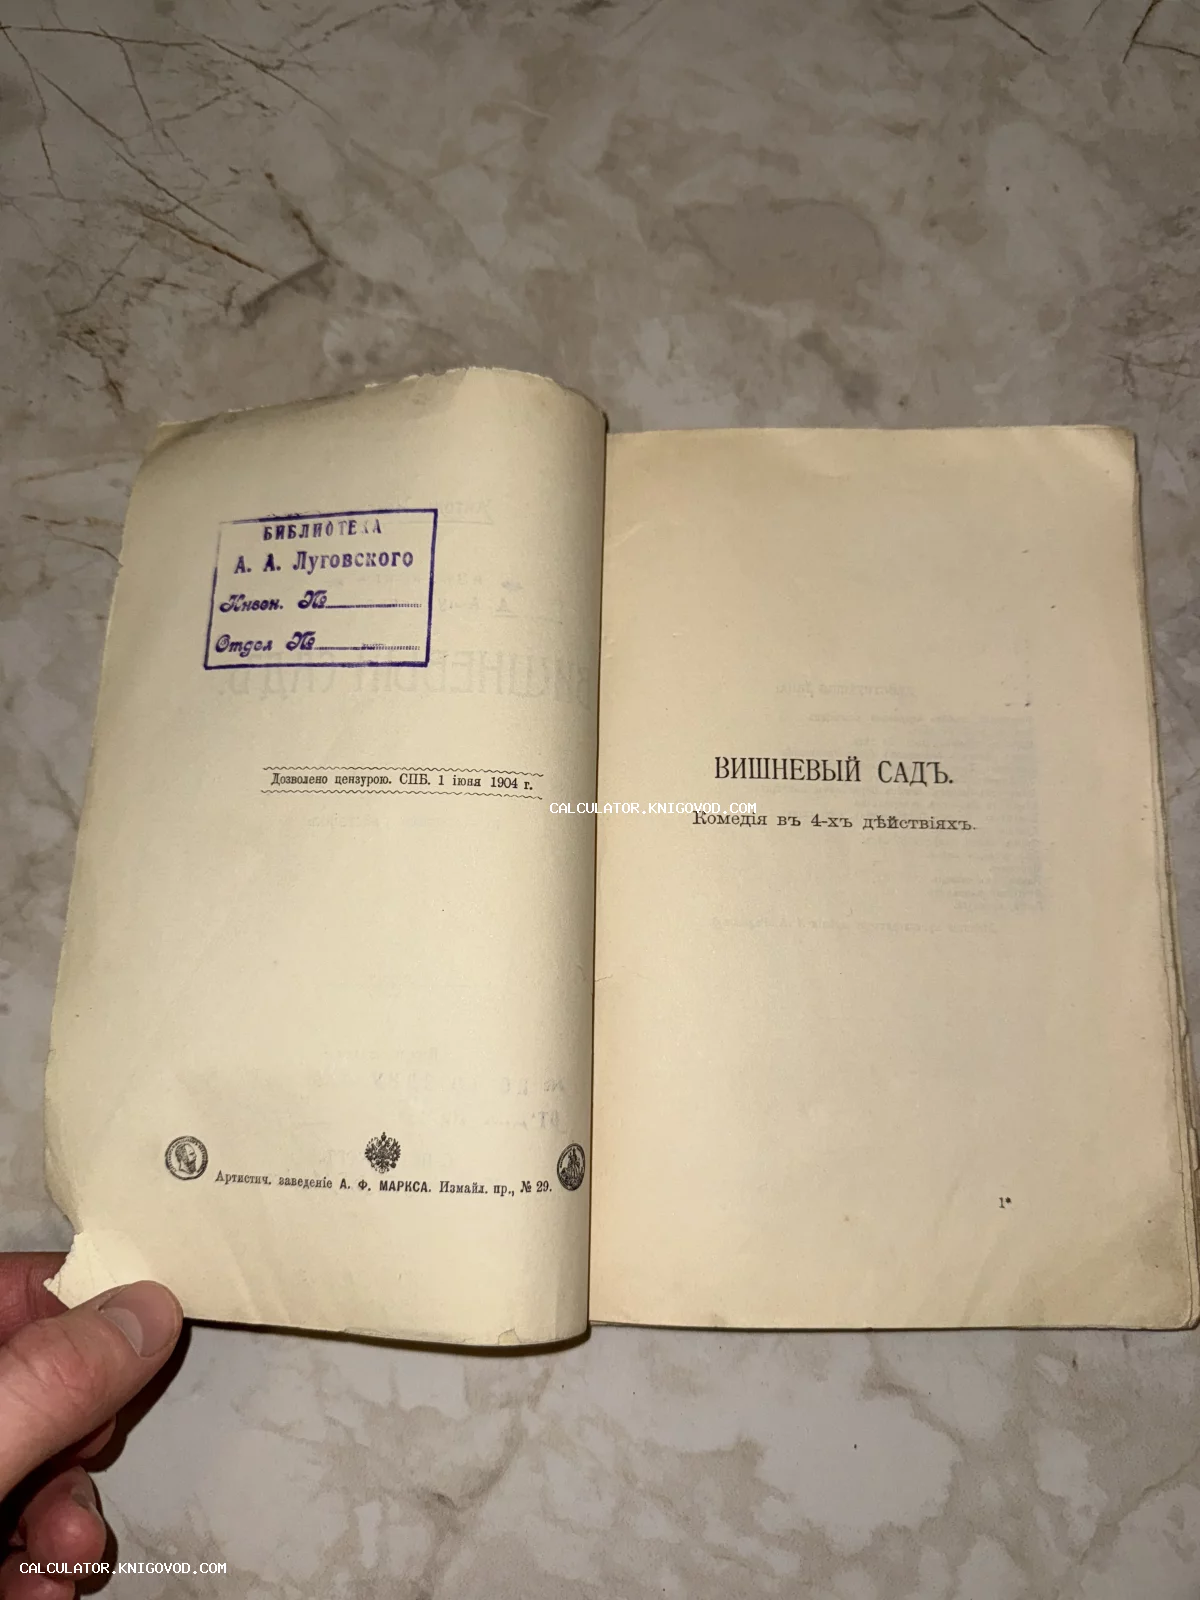 БИБЛИОТЕКА
А. А. Луговского
Инвен. №
Отдел №
Дозволено цензурою. СПБ. 1 іюня 1904 г.
Артистич. заведеніе А. Ф. МАРКСА. Измайл. пр., № 29.
ВИШНЕВЫЙ САДЪ.
CALCULATOR.KNIGOVOD.COM
Комедія въ 4-хъ дѣйствіяхъ.
1*
CALCULATOR.KNIGOVOD.COM